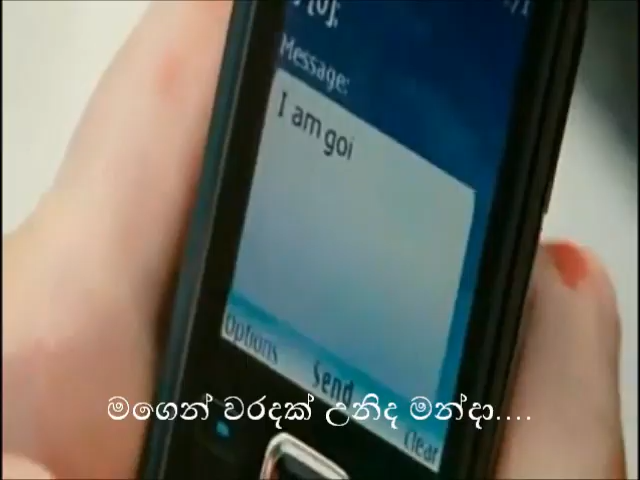 Message:
I am goi
Options
Send
Clear
මගෙන් වරදක් උනිද මන්දා....